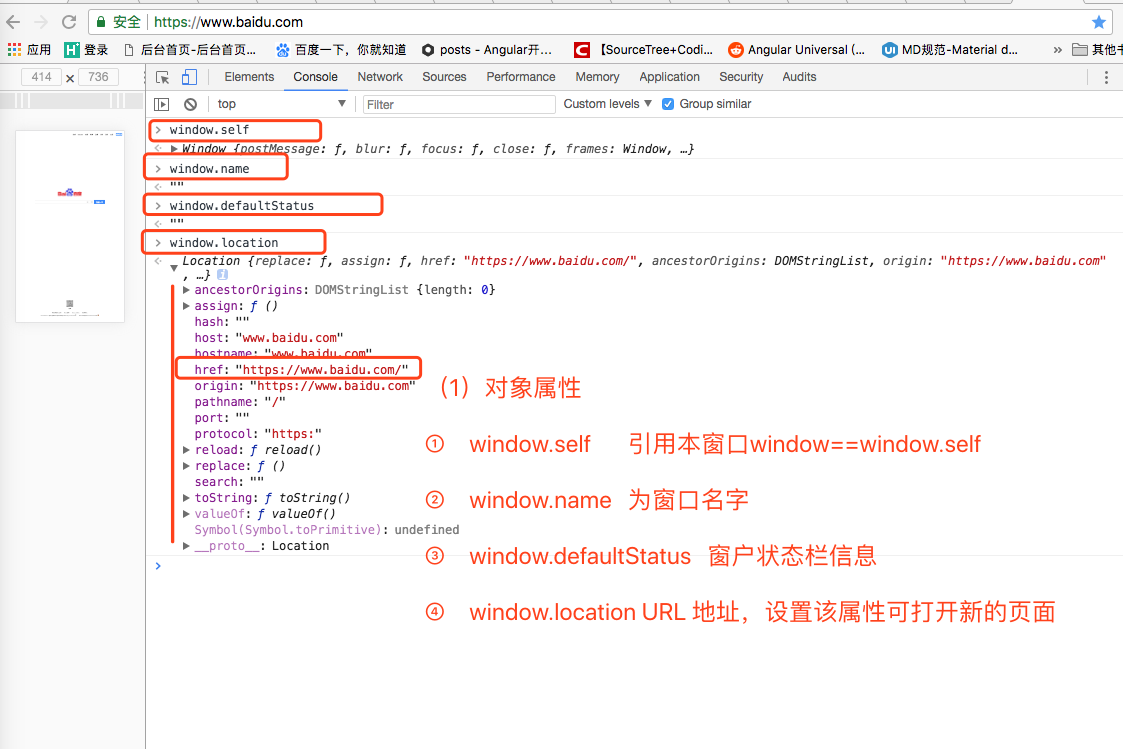 安全 https://www.baidu.com
应用 登录 后台首页-后台首页... 百度一下，你就知道 posts - Angular开... 【SourceTree+Codi... Angular Universal (... MD规范-Material d... » 其他书
414 × 736 Elements Console Network Sources Performance Memory Application Security Audits
top Filter Custom levels Group similar
> window.self
Window {postMessage: ƒ, blur: ƒ, focus: ƒ, close: ƒ, frames: Window, …}
> window.name
""
> window.defaultStatus
""
> window.location
Location {replace: ƒ, assign: ƒ, href: "https://www.baidu.com/", ancestorOrigins: DOMStringList, origin: "https://www.baidu.com"
, …}
ancestorOrigins: DOMStringList {length: 0}
assign: ƒ ()
hash: ""
host: "www.baidu.com"
hostname: "www.baidu.com"
href: "https://www.baidu.com/"
origin: "https://www.baidu.com"
（1）对象属性
pathname: "/"
port: ""
protocol: "https:"
① window.self 引用本窗口window==window.self
reload: ƒ reload()
replace: ƒ ()
search: ""
toString: ƒ toString()
② window.name 为窗口名字
valueOf: ƒ valueOf()
Symbol(Symbol.toPrimitive): undefined
__proto__: Location
③ window.defaultStatus 窗户状态栏信息
>
④ window.location URL 地址，设置该属性可打开新的页面